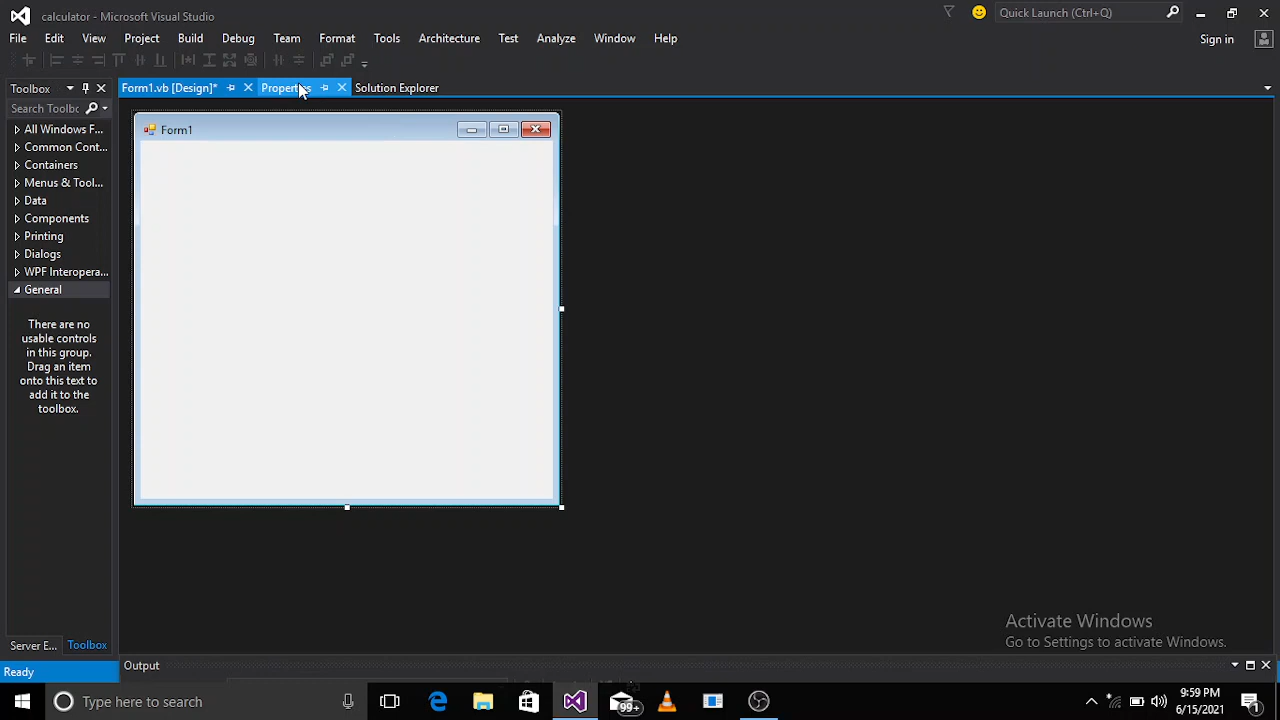 calculator - Microsoft Visual Studio
Quick Launch (Ctrl+Q)
File Edit View Project Build Debug Team Format Tools Architecture Test Analyze Window Help
Sign in
Toolbox
Form1.vb [Design]*
Properties
Solution Explorer
Search Toolbo
All Windows F...
Common Cont...
Containers
Menus & Tool...
Data
Components
Printing
Dialogs
WPF Interopera...
General
There are no
usable controls
in this group.
Drag an item
onto this text to
add it to the
toolbox.
Form1
Activate Windows
Go to Settings to activate Windows.
Server E...
Toolbox
Output
Ready
Type here to search
99+
9:59 PM
6/15/2021
1